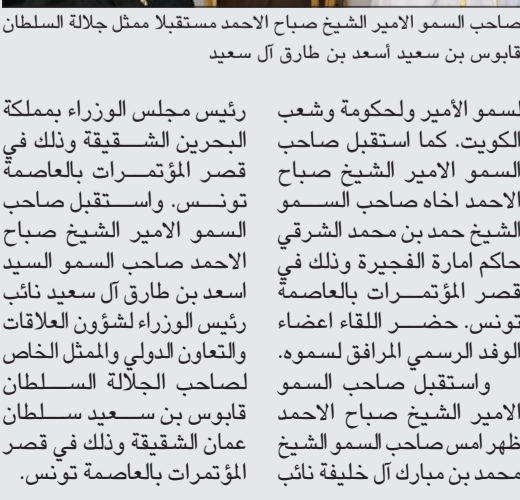 صاحب السمو الامير الشيخ صباح الاحمد مستقبلا ممثل جلالة السلطان
قابوس بن سعيد أسعد بن طارق آل سعيد
لسمو الأمير ولحكومة وشعب
الكويت. كما استقبل صاحب
السمو الامير الشيخ صباح
الاحمد اخاه صاحب السمو
الشيخ حمد بن محمد الشرقي
حاكم امارة الفجيرة وذلك في
قصر المؤتمرات بالعاصمة
تونس. حضر اللقاء اعضاء
الوفد الرسمي المرافق لسموه.
واستقبل صاحب السمو
الامير الشيخ صباح الاحمد
ظهر امس صاحب السمو الشيخ
محمد بن مبارك آل خليفة نائب
رئيس مجلس الوزراء بمملكة
البحرين الشقيقة وذلك في
قصر المؤتمرات بالعاصمة
تونس. واستقبل صاحب
السمو الامير الشيخ صباح
الاحمد صاحب السمو السيد
اسعد بن طارق آل سعيد نائب
رئيس الوزراء لشؤون العلاقات
والتعاون الدولي والممثل الخاص
لصاحب الجلالة السلطان
قابوس بن سعيد سلطان
عمان الشقيقة وذلك في قصر
المؤتمرات بالعاصمة تونس.